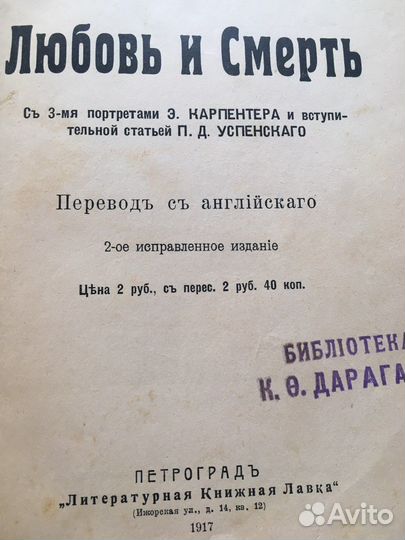 Любовь и Смерть
Съ 3-мя портретами Э. КАРПЕНТЕРА и вступи-
тельной статьей П. Д. УСПЕНСКАГО
Переводъ съ англійскаго
2-ое исправленное изданіе
Цѣна 2 руб., съ перес. 2 руб. 40 коп.
БИБЛІОТЕКА
К. Ѳ. ДАРАГА
ПЕТРОГРАДЪ
„Литературная Книжная Лавка“
(Ижорская ул., д. 14, кв. 12)
1917
Avito